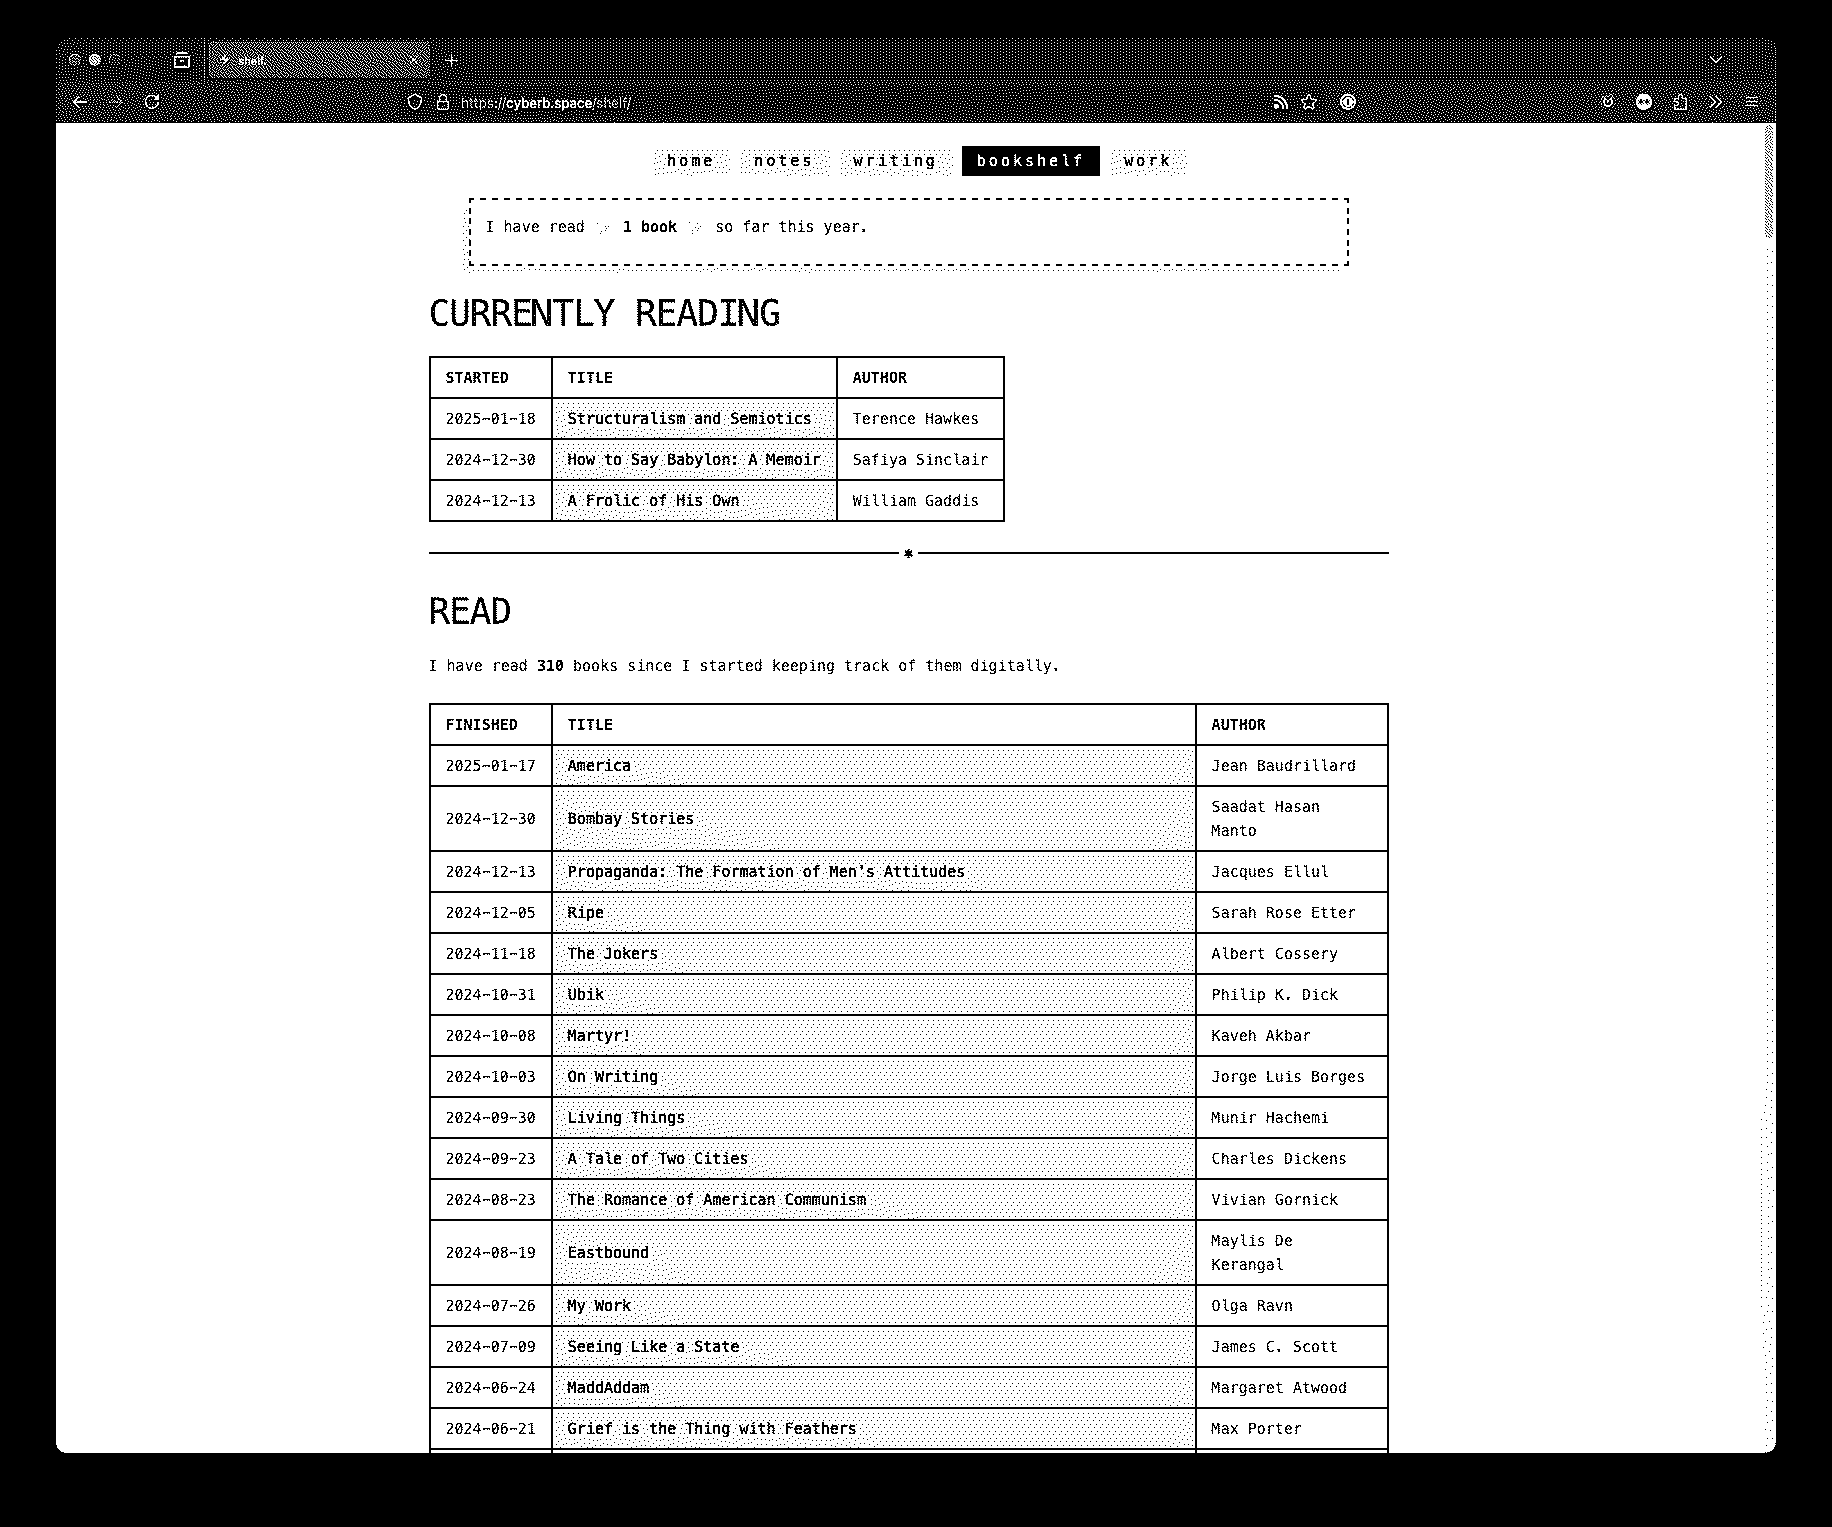 shelf
https://cyberb.space/shelf/
home notes writing bookshelf work
I have read 1 book so far this year.
CURRENTLY READING
STARTED TITLE AUTHOR
2025-01-18 Structuralism and Semiotics Terence Hawkes
2024-12-30 How to Say Babylon: A Memoir Safiya Sinclair
2024-12-13 A Frolic of His Own William Gaddis
READ
I have read 310 books since I started keeping track of them digitally.
FINISHED TITLE AUTHOR
2025-01-17 America Jean Baudrillard
2024-12-30 Bombay Stories Saadat Hasan
Manto
2024-12-13 Propaganda: The Formation of Men's Attitudes Jacques Ellul
2024-12-05 Ripe Sarah Rose Etter
2024-11-18 The Jokers Albert Cossery
2024-10-31 Ubik Philip K. Dick
2024-10-08 Martyr! Kaveh Akbar
2024-10-03 On Writing Jorge Luis Borges
2024-09-30 Living Things Munir Hachemi
2024-09-23 A Tale of Two Cities Charles Dickens
2024-08-23 The Romance of American Communism Vivian Gornick
2024-08-19 Eastbound Maylis De
Kerangal
2024-07-26 My Work Olga Ravn
2024-07-09 Seeing Like a State James C. Scott
2024-06-24 MaddAddam Margaret Atwood
2024-06-21 Grief is the Thing with Feathers Max Porter